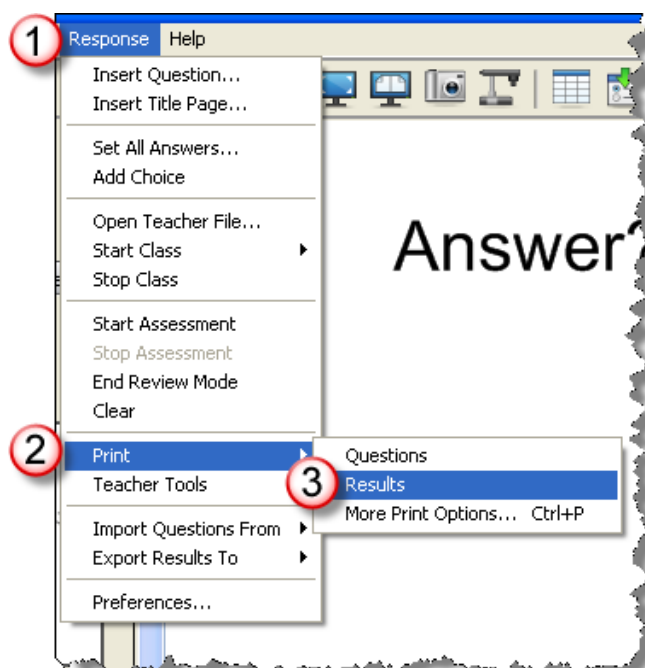 1 Response Help
Insert Question...
Insert Title Page...
Set All Answers...
Add Choice
Open Teacher File...
Start Class
Stop Class
Answer?
Start Assessment
Stop Assessment
End Review Mode
Clear
2 Print
Teacher Tools
Import Questions From
Export Results To
Preferences...
Questions
3 Results
More Print Options... Ctrl+P